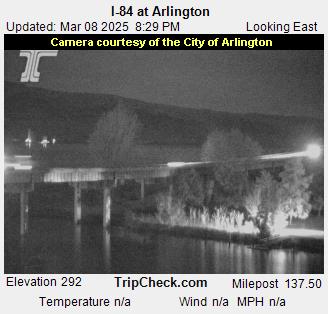 I-84 at Arlington
Updated: Mar 08 2025 8:29 PM Looking East
Camera courtesy of the City of Arlington
Elevation 292 TripCheck.com Milepost 137.50
Temperature n/a Wind n/a MPH n/a